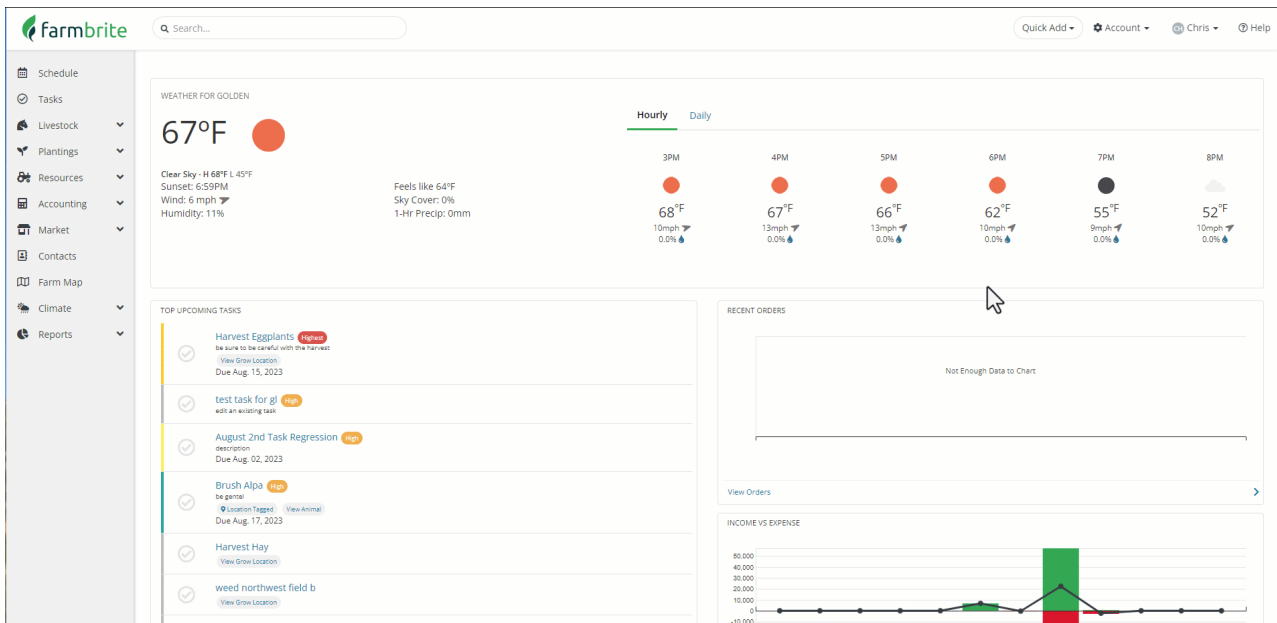 farmbrite
Search...
Quick Add
Account
CH Chris
Help
Schedule
Tasks
Livestock
Plantings
Resources
Accounting
Market
Contacts
Farm Map
Climate
Reports
WEATHER FOR GOLDEN
67°F
Clear Sky - H 68°F L 45°F
Sunset: 6:59PM
Wind: 6 mph
Humidity: 11%
Feels like 64°F
Sky Cover: 0%
1-Hr Precip: 0mm
Hourly Daily
3PM 4PM 5PM 6PM 7PM 8PM
68°F 67°F 66°F 62°F 55°F 52°F
10mph 13mph 13mph 10mph 9mph 10mph
0.0% 0.0% 0.0% 0.0% 0.0% 0.0%
TOP UPCOMING TASKS
Harvest Eggplants Highest
be sure to be careful with the harvest
View Grow Location
Due Aug. 15, 2023
test task for gl High
edit an existing task
August 2nd Task Regression High
description
Due Aug. 02, 2023
Brush Alpa High
be gental
Location Tagged View Animal
Due Aug. 17, 2023
Harvest Hay
View Grow Location
weed northwest field b
View Grow Location
RECENT ORDERS
Not Enough Data to Chart
View Orders
INCOME VS EXPENSE
50,000
40,000
30,000
20,000
10,000
0
-10,000